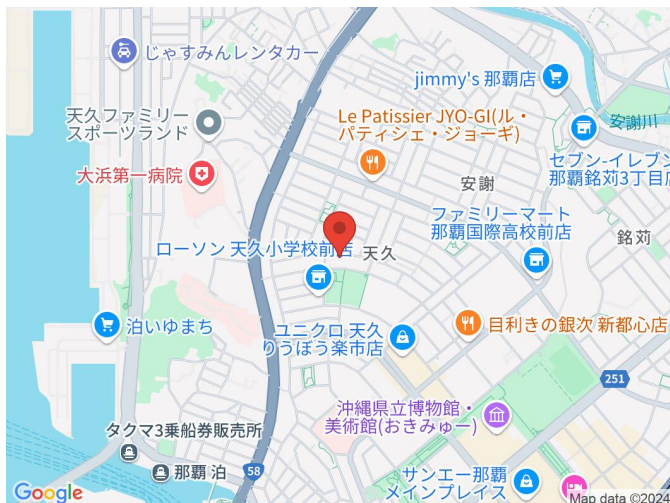 じゃすみんレンタカー
jimmy's 那覇店
天久ファミリー
スポーツランド
Le Patissier JYO-GI(ル・
パティシェ・ジョーギ)
安謝川
セブン-イレブン
那覇銘苅3丁目店
大浜第一病院
安謝
ファミリーマート
那覇国際高校前店
銘苅
ローソン 天久小学校前店
天久
泊いゆまち
ユニクロ 天久
りうぼう楽市店
目利きの銀次 新都心店
251
沖縄県立博物館・
美術館(おきみゅー)
タクマ3乗船券販売所
那覇 泊
58
サンエー那覇
メインプレイス
Google
Map data ©2024